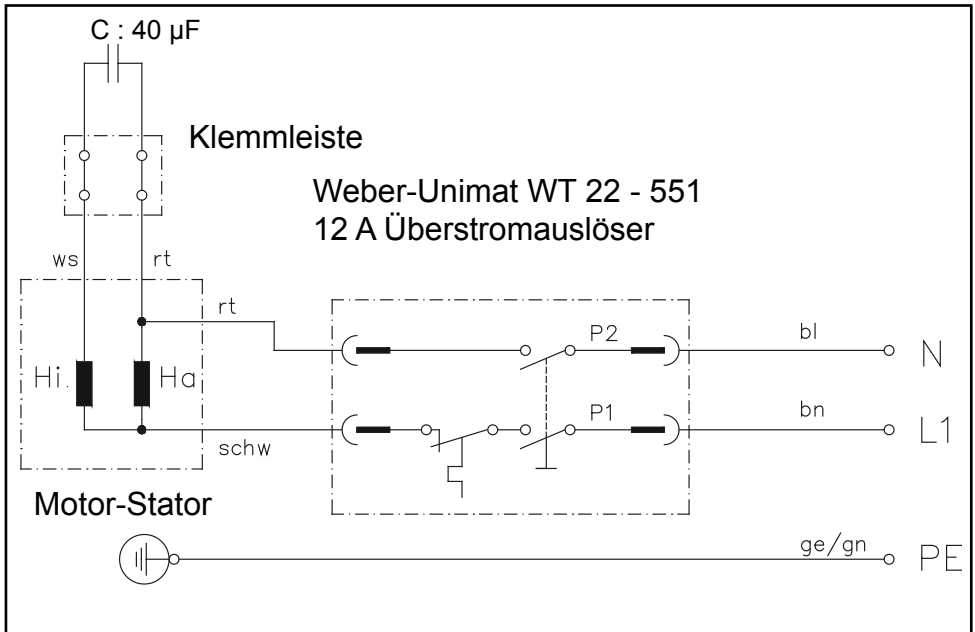 C : 40 µF
Klemmleiste
Weber-Unimat WT 22 - 551
12 A Überstromauslöser
ws
rt
rt
P2
bl
N
Hi.
Ha
P1
bn
L1
schw
Motor-Stator
ge/gn
PE